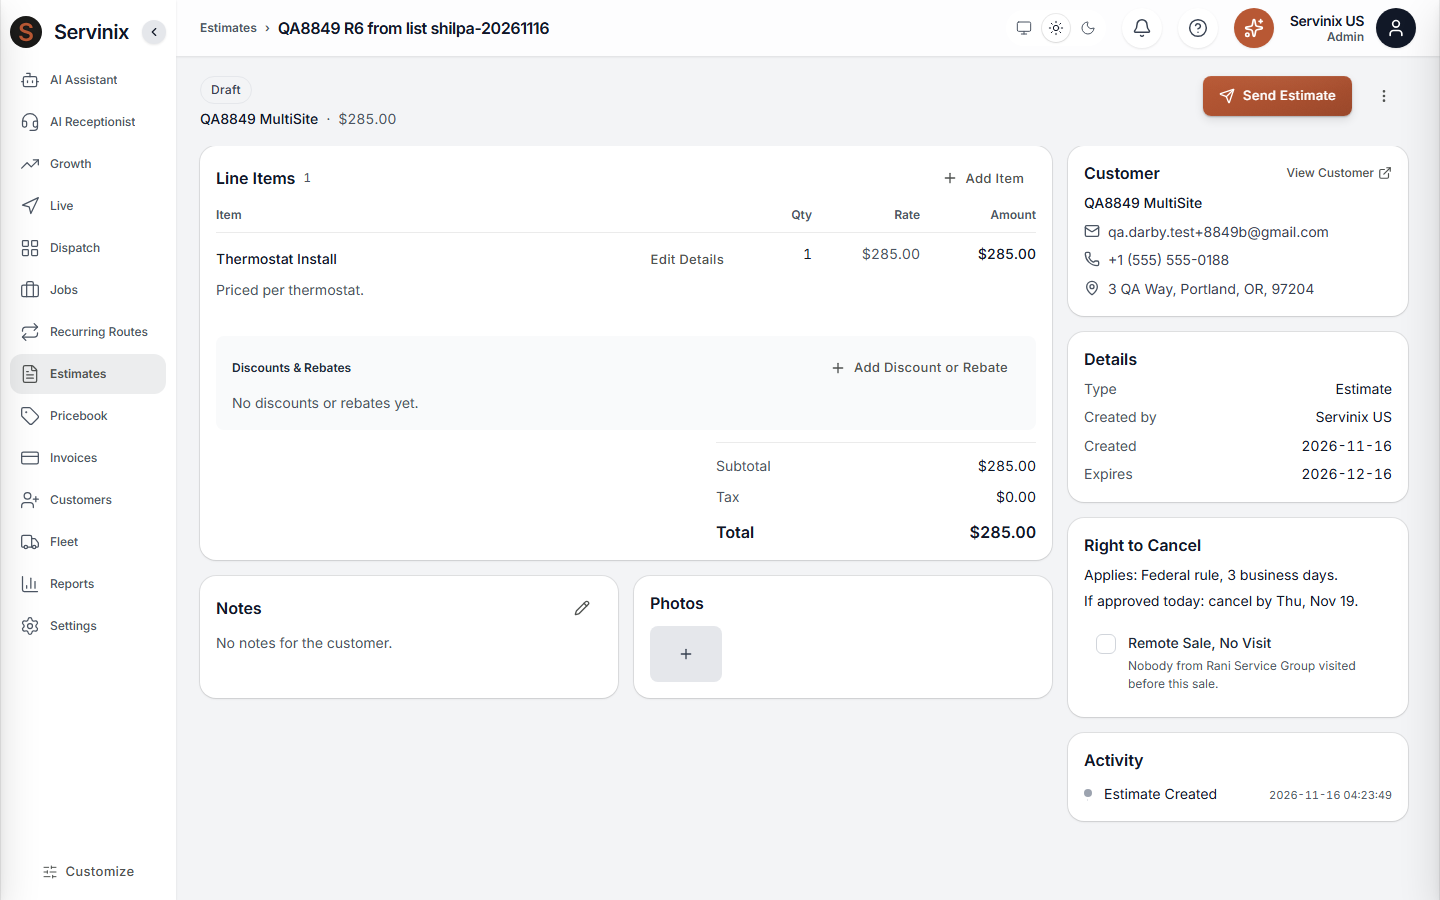 S Servinix
AI Assistant
AI Receptionist
Growth
Live
Dispatch
Jobs
Recurring Routes
Estimates
Pricebook
Invoices
Customers
Fleet
Reports
Settings
Customize
Estimates › QA8849 R6 from list shilpa-20261116
Servinix US
Admin
Draft
QA8849 MultiSite · $285.00
Send Estimate
Line Items 1
+ Add Item
Item Qty Rate Amount
Thermostat Install Edit Details 1 $285.00 $285.00
Priced per thermostat.
Discounts & Rebates + Add Discount or Rebate
No discounts or rebates yet.
Subtotal $285.00
Tax $0.00
Total $285.00
Notes
No notes for the customer.
Photos
+
Customer View Customer
QA8849 MultiSite
qa.darby.test+8849b@gmail.com
+1 (555) 555-0188
3 QA Way, Portland, OR, 97204
Details
Type Estimate
Created by Servinix US
Created 2026-11-16
Expires 2026-12-16
Right to Cancel
Applies: Federal rule, 3 business days.
If approved today: cancel by Thu, Nov 19.
Remote Sale, No Visit
Nobody from Rani Service Group visited
before this sale.
Activity
Estimate Created 2026-11-16 04:23:49